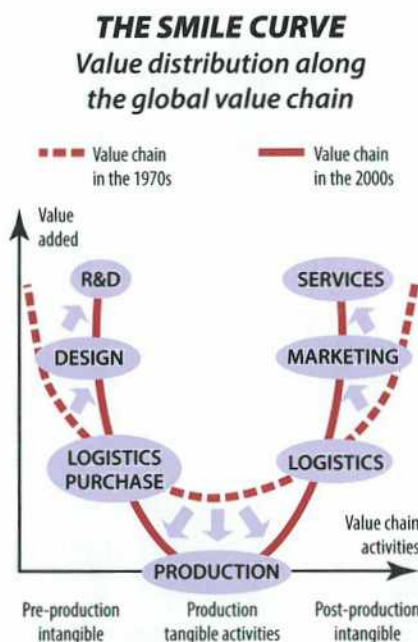 THE SMILE CURVE
Value distribution along
the global value chain
Value chain
in the 1970s
Value chain
in the 2000s
Value
added
R&D
SERVICES
DESIGN
MARKETING
LOGISTICS
PURCHASE
LOGISTICS
Value chain
activities
PRODUCTION
Pre-production
intangible
Production
tangible activities
Post-production
intangible